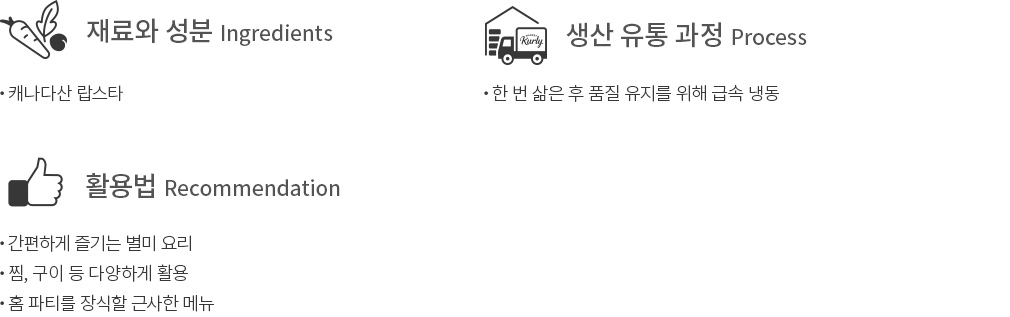 재료와 성분 Ingredients
• 캐나다산 랍스타
Kurly
생산 유통 과정 Process
• 한 번 삶은 후 품질 유지를 위해 급속 냉동
활용법 Recommendation
• 간편하게 즐기는 별미 요리
• 찜, 구이 등 다양하게 활용
• 홈 파티를 장식할 근사한 메뉴